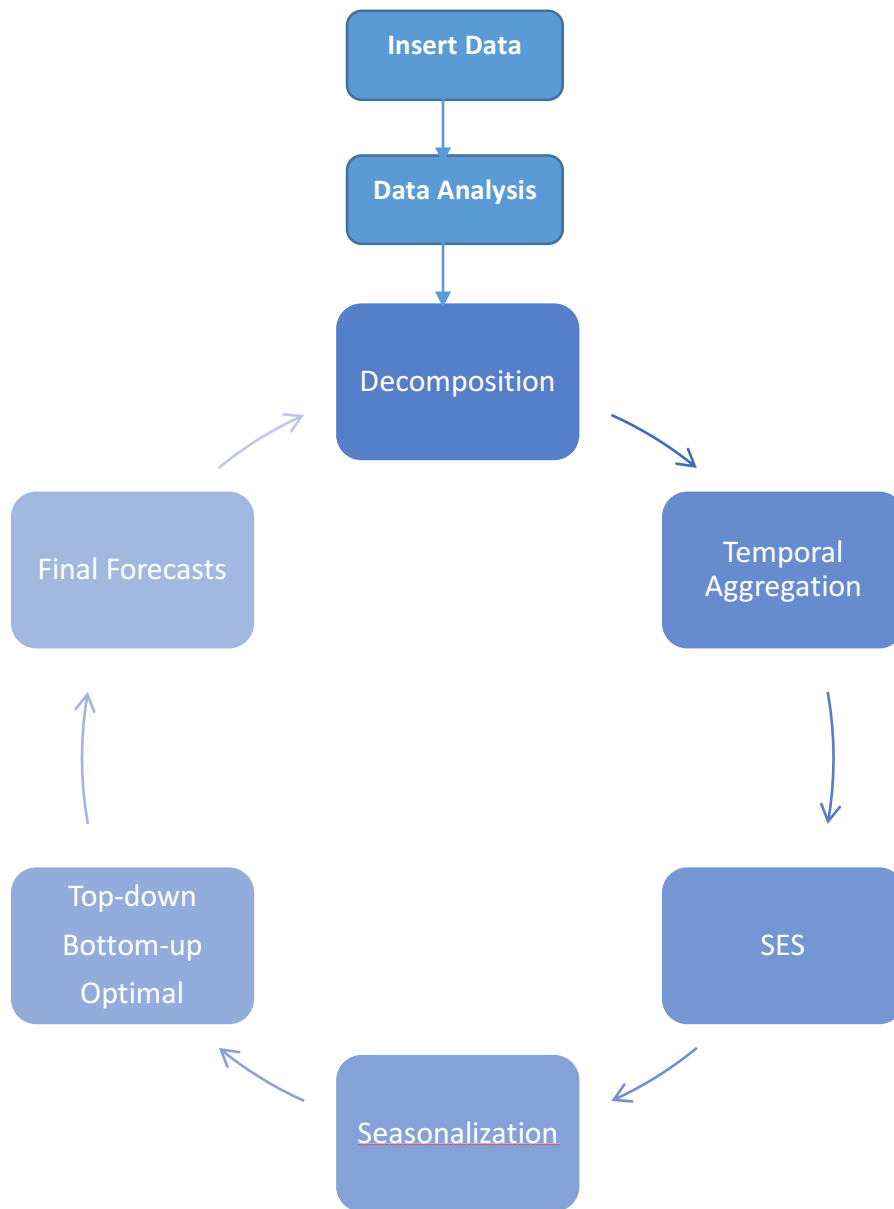 Insert Data
Data Analysis
Decomposition
Temporal
Aggregation
SES
Seasonalization
Top-down
Bottom-up
Optimal
Final Forecasts